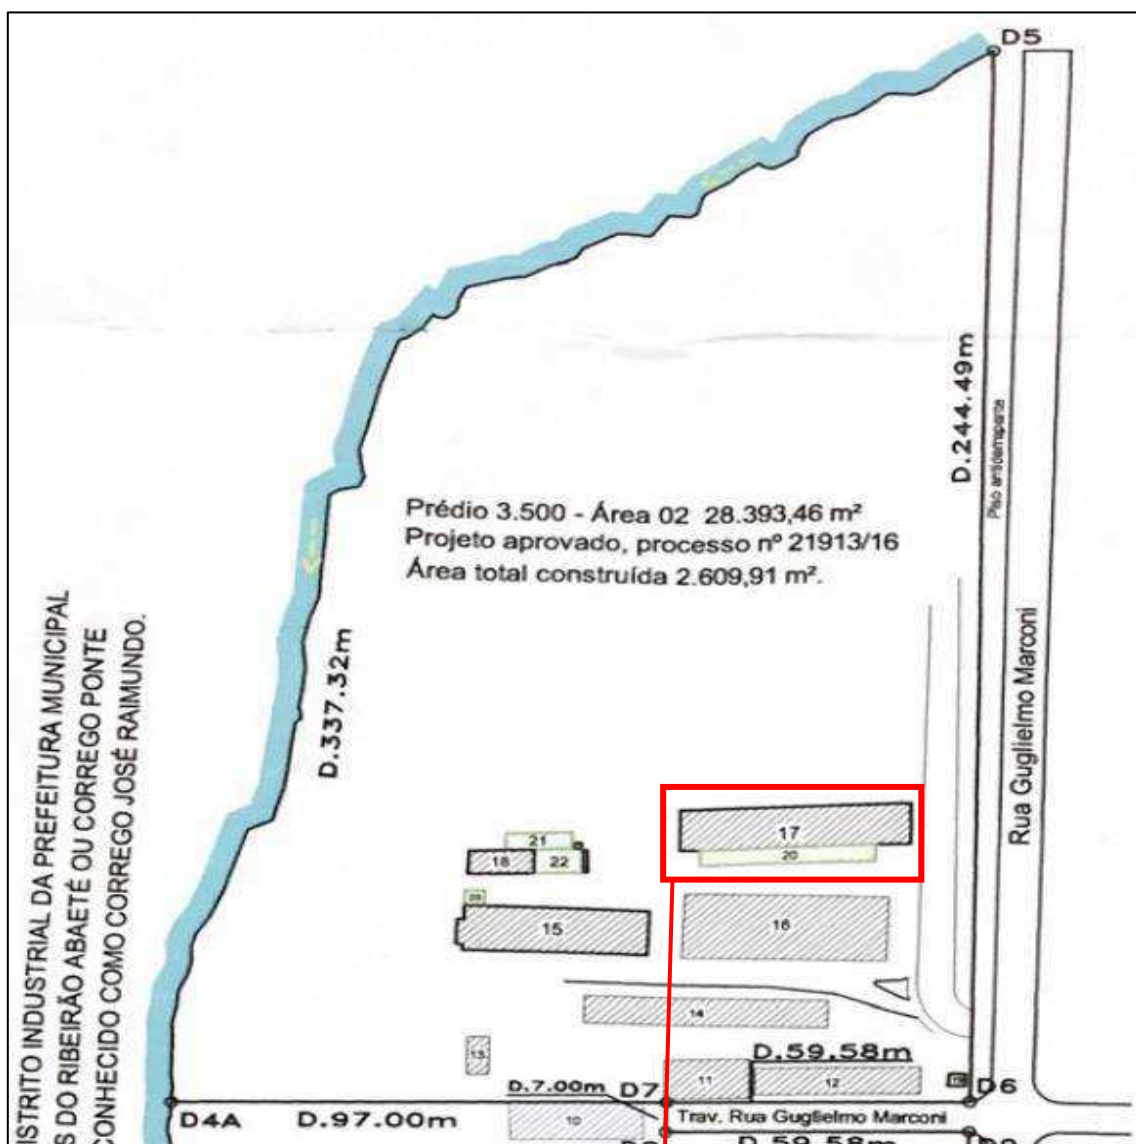 D5
D.244.49m
Piso antiderrapante
Rua Guglielmo Marconi
Prédio 3.500 - Área 02 28.393,46 m²
Projeto aprovado, processo nº 21913/16
Área total construída 2.609,91 m².
D.337.32m
ISTRITO INDUSTRIAL DA PREFEITURA MUNICIPAL
S DO RIBEIRÃO ABAETÉ OU CORREGO PONTE
CONHECIDO COMO CORREGO JOSÉ RAIMUNDO.
17
20
21
18
22
15
16
14
13
D.59.58m
11
12
D.7.00m
D7
D6
D4A
D.97.00m
10
Trav. Rua Guglielmo Marconi
D.59.58m